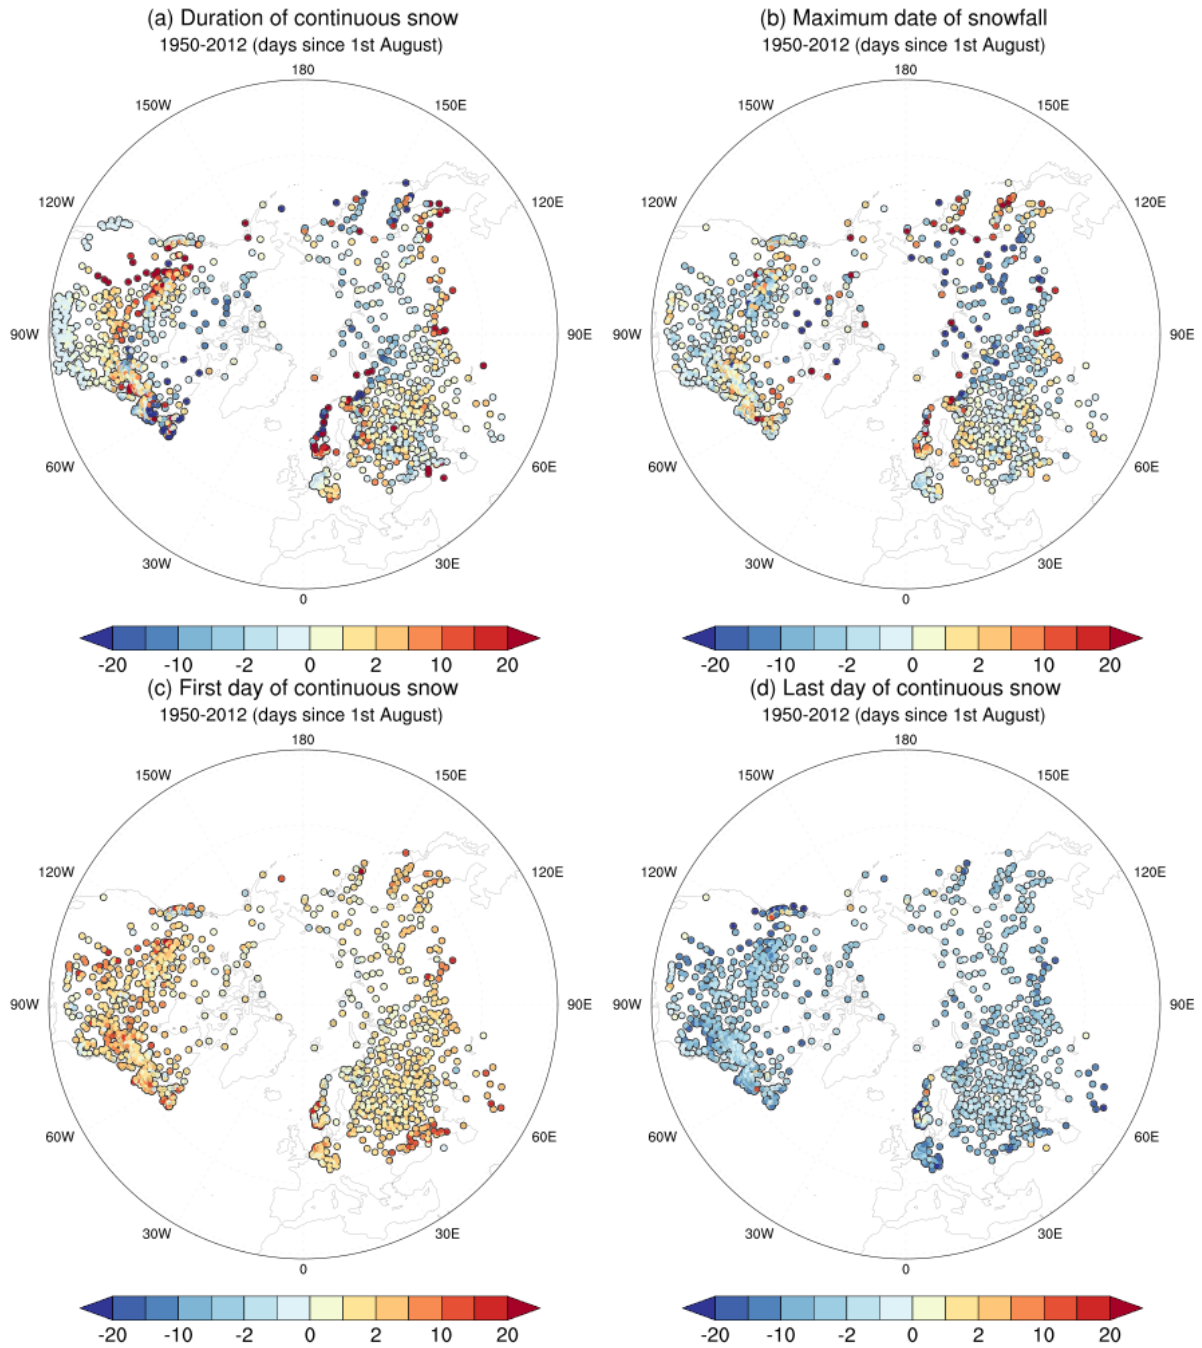 (a) Duration of continuous snow
1950-2012 (days since 1st August)
180
150W
150E
120W
120E
90W
90E
60W
60E
30W
30E
0
-20 -10 -2 0 2 10 20
(b) Maximum date of snowfall
1950-2012 (days since 1st August)
180
150W
150E
120W
120E
90W
90E
60W
60E
30W
30E
0
-20 -10 -2 0 2 10 20
(c) First day of continuous snow
1950-2012 (days since 1st August)
180
150W
150E
120W
120E
90W
90E
60W
60E
30W
30E
0
-20 -10 -2 0 2 10 20
(d) Last day of continuous snow
1950-2012 (days since 1st August)
180
150W
150E
120W
120E
90W
90E
60W
60E
30W
30E
0
-20 -10 -2 0 2 10 20